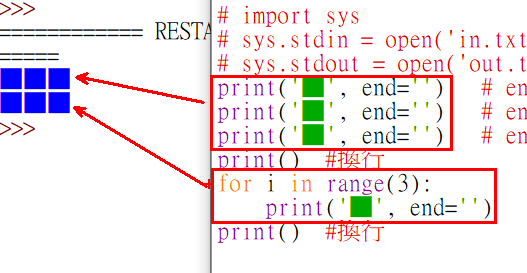 >>>
============ RESTA
=====
■■■
■■■
>>>
# import sys
# sys.stdin = open('in.txt
# sys.stdout = open('out.t
print('■', end='') # en
print('■', end='') # en
print('■', end='') # en
print() #換行
for i in range(3):
    print('■', end='')
print() #換行